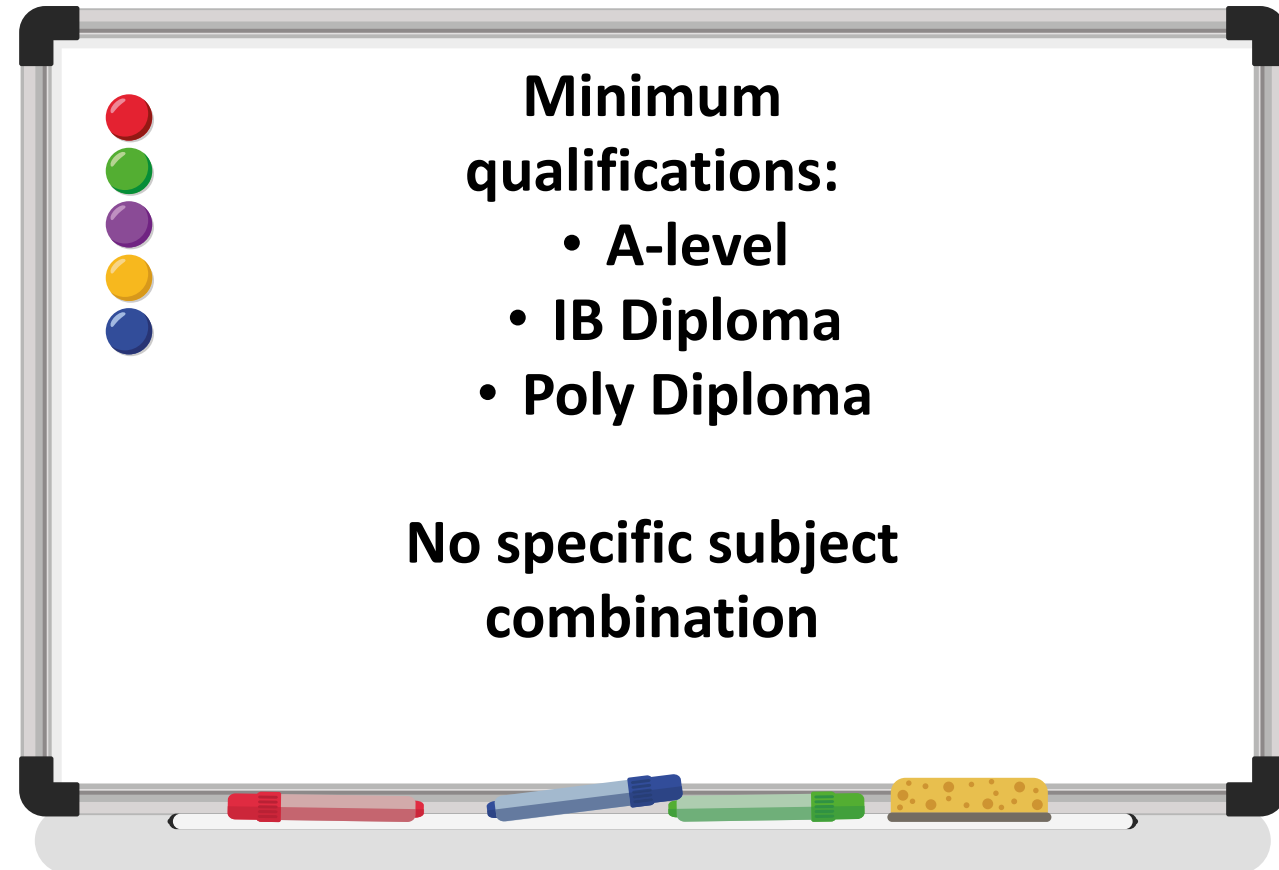 Minimum
qualifications:
• A-level
• IB Diploma
• Poly Diploma
No specific subject
combination